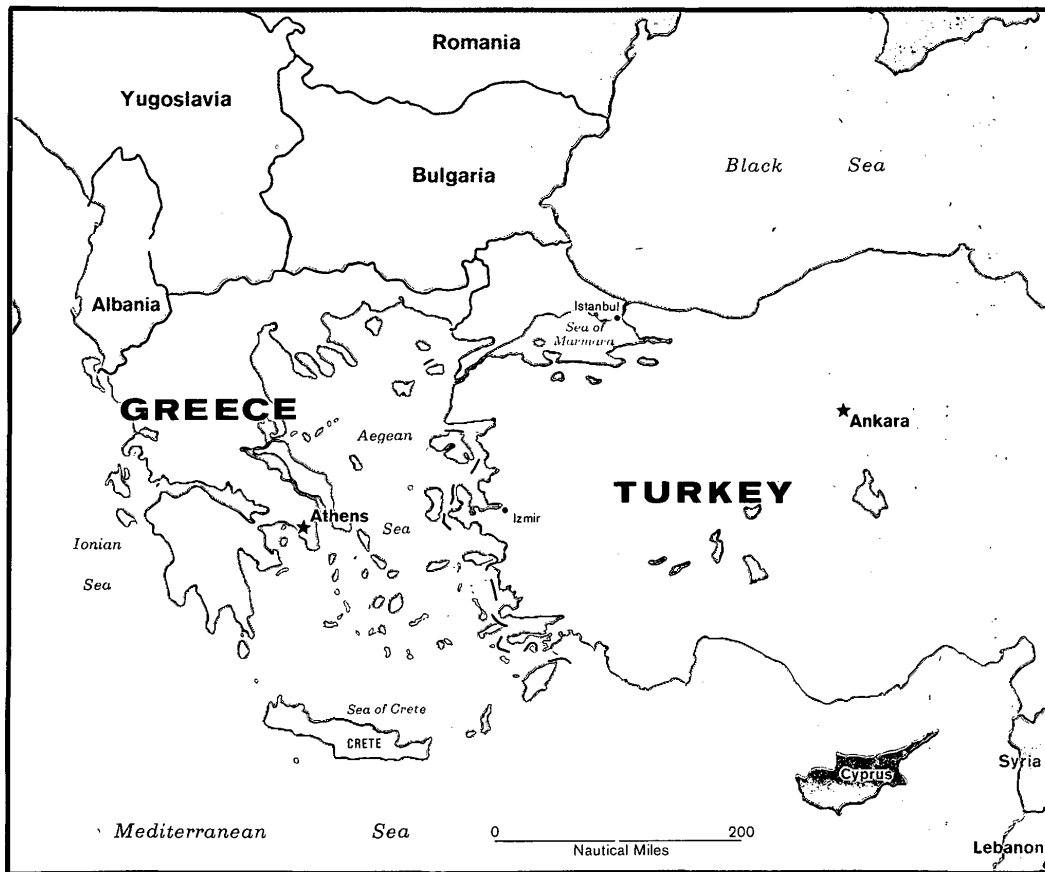 Romania
Yugoslavia
Bulgaria
Black Sea
Albania
Istanbul
Sea of
Marmara
GREECE
Ankara
Aegean
TURKEY
Athens
Izmir
Sea
Ionian
Sea
Sea of Crete
CRETE
Syria
Cyprus
Mediterranean Sea
0 200
Nautical Miles
Lebanon